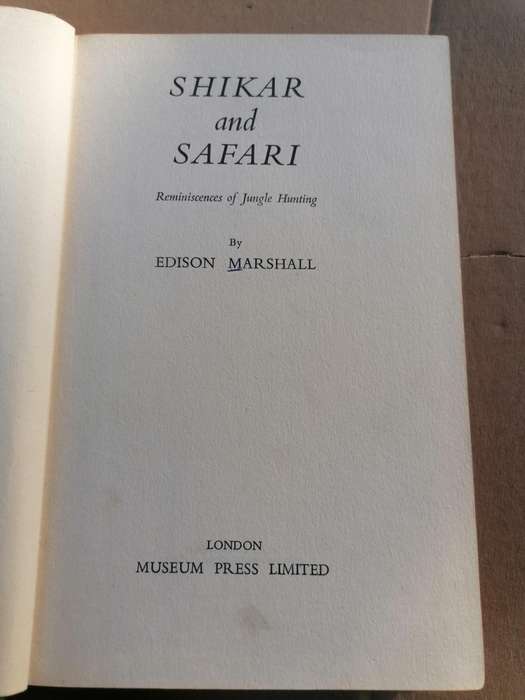 SHIKAR
and
SAFARI
Reminiscences of Jungle Hunting
By
EDISON MARSHALL
LONDON
MUSEUM PRESS LIMITED